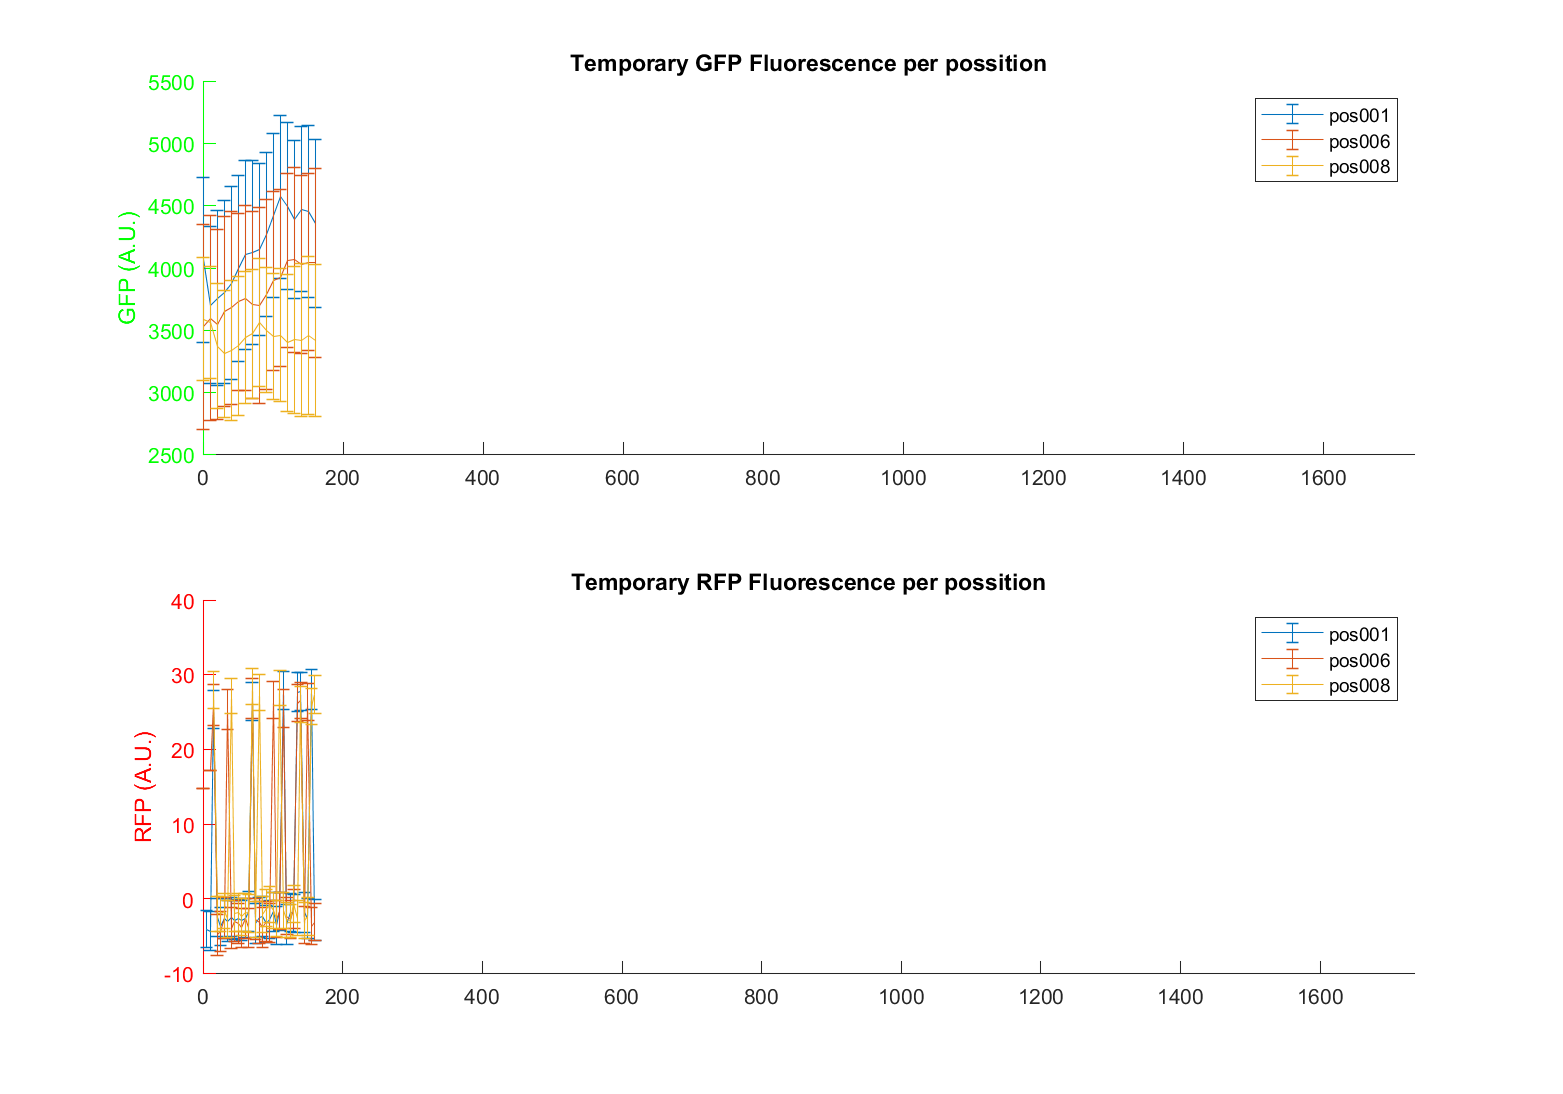 Temporary GFP Fluorescence per possition
5500
5000
4500
4000
3500
3000
2500
GFP (A.U.)
pos001
pos006
pos008
0 200 400 600 800 1000 1200 1400 1600
Temporary RFP Fluorescence per possition
40
30
20
10
0
-10
RFP (A.U.)
pos001
pos006
pos008
0 200 400 600 800 1000 1200 1400 1600